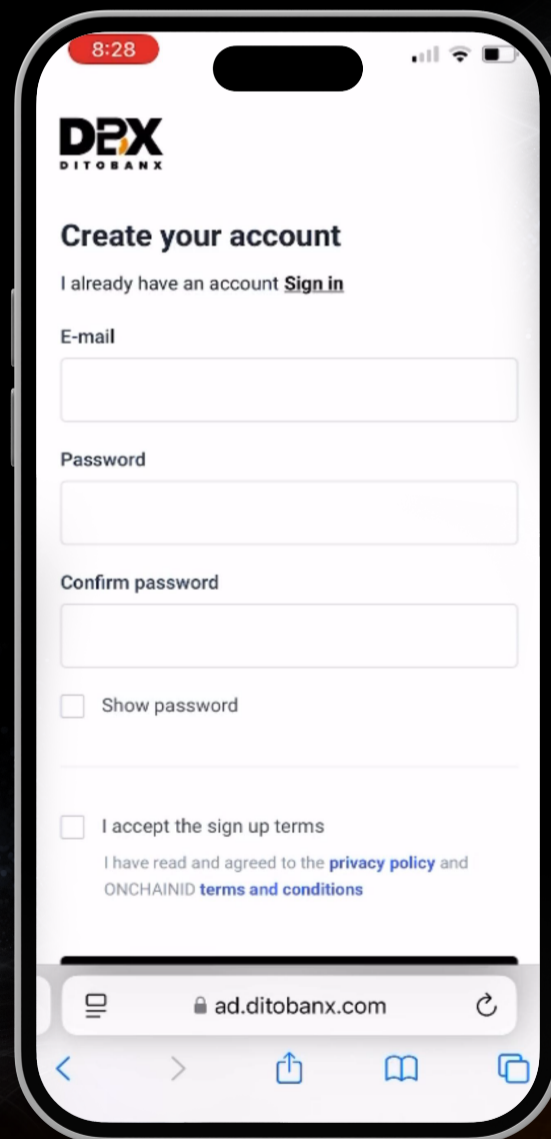 8:28
DBX
DITOBANX
Create your account
I already have an account Sign in
E-mail
Password
Confirm password
Show password
I accept the sign up terms
I have read and agreed to the privacy policy and
ONCHAINID terms and conditions
ad.ditobanx.com